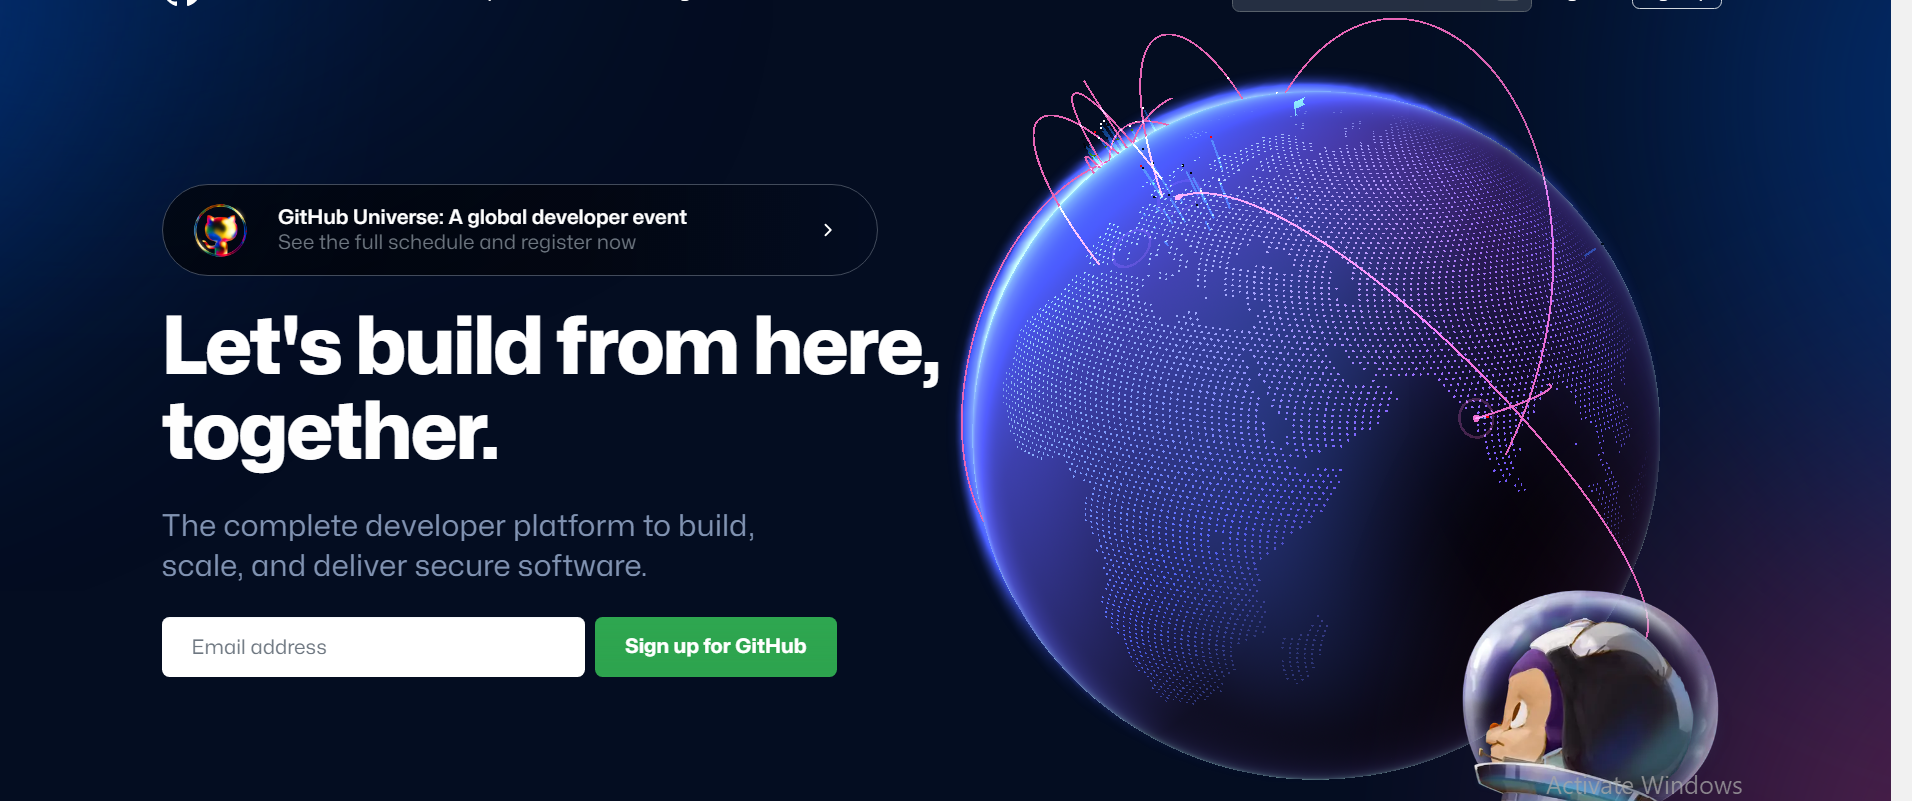 GitHub Universe: A global developer event
See the full schedule and register now
Let's build from here,
together.
The complete developer platform to build,
scale, and deliver secure software.
Email address
Sign up for GitHub
Activate Windows